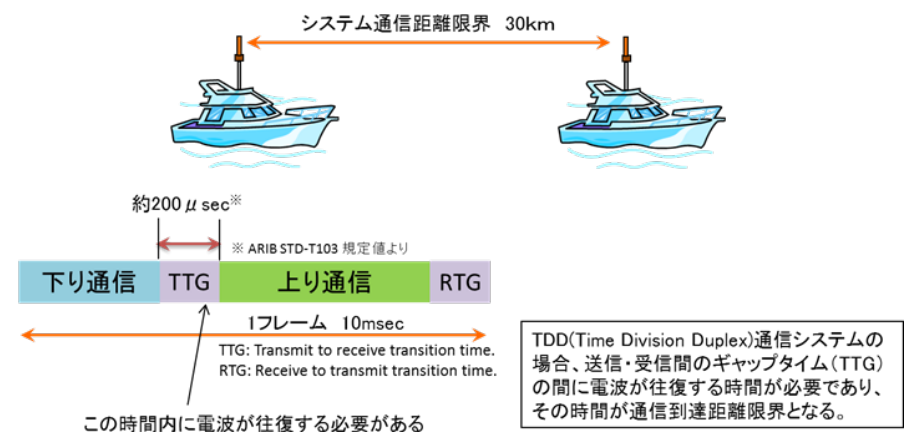 システム通信距離限界 30km
約200μsec※
※ ARIB STD-T103 規定値より
下り通信 TTG 上り通信 RTG
1フレーム 10msec
TTG: Transmit to receive transition time.
RTG: Receive to transmit transition time.
この時間内に電波が往復する必要がある
TDD(Time Division Duplex)通信システムの
場合、送信・受信間のギャップタイム(TTG)
の間に電波が往復する時間が必要であり、
その時間が通信到達距離限界となる。